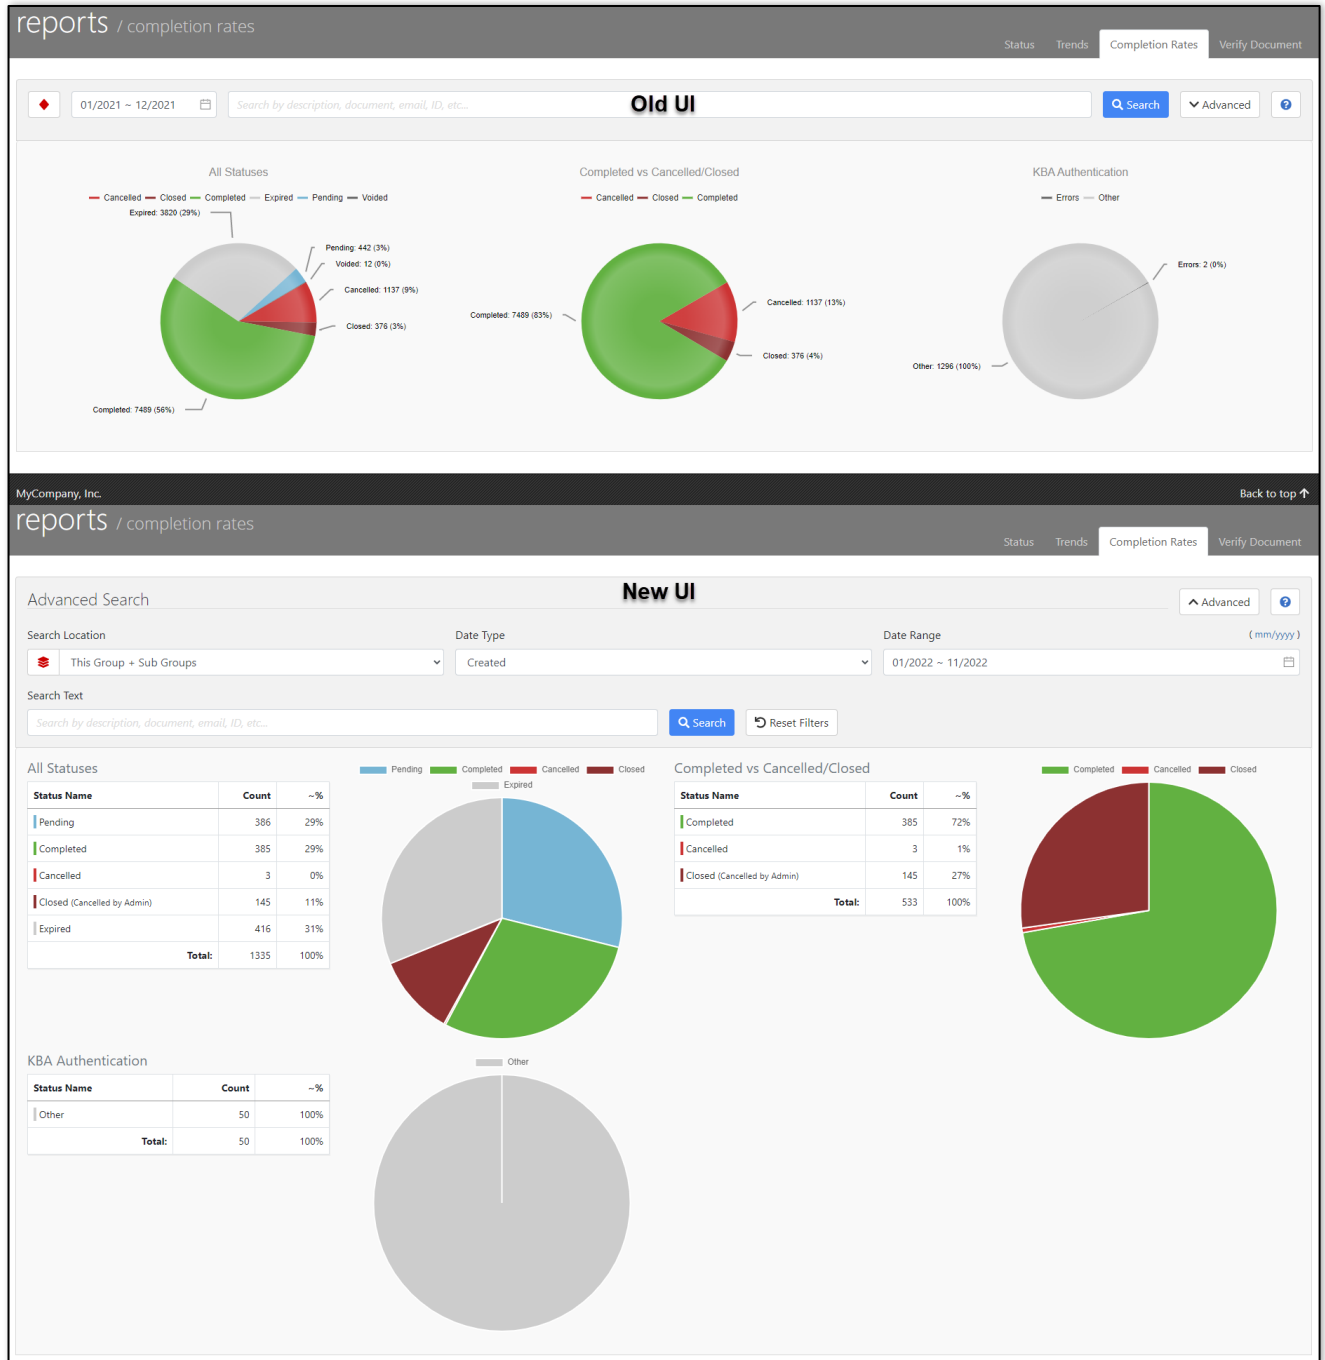 reports / completion rates
Status Trends Completion Rates Verify Document
01/2021 ~ 12/2021 Search by description, document, email, ID, etc... Old UI Search Advanced
All Statuses
Cancelled Closed Completed Expired Pending Voided
Expired: 3820 (29%)
Pending: 442 (3%)
Voided: 12 (0%)
Cancelled: 1137 (9%)
Closed: 376 (3%)
Completed: 7489 (56%)
Completed vs Cancelled/Closed
Cancelled Closed Completed
Cancelled: 1137 (13%)
Completed: 7489 (83%)
Closed: 376 (4%)
KBA Authentication
Errors Other
Errors: 2 (0%)
Other: 1296 (100%)
MyCompany, Inc. Back to top
reports / completion rates
Status Trends Completion Rates Verify Document
New UI
Advanced Search Advanced
Search Location Date Type Date Range (mm/yyyy)
This Group + Sub Groups Created 01/2022 ~ 11/2022
Search Text
Search by description, document, email, ID, etc... Search Reset Filters
All Statuses
Status Name Count ~%
Pending 386 29%
Completed 385 29%
Cancelled 3 0%
Closed (Cancelled by Admin) 145 11%
Expired 416 31%
Total: 1335 100%
Pending Completed Cancelled Closed
Expired
Completed vs Cancelled/Closed
Status Name Count ~%
Completed 385 72%
Cancelled 3 1%
Closed (Cancelled by Admin) 145 27%
Total: 533 100%
Completed Cancelled Closed
KBA Authentication
Status Name Count ~%
Other 50 100%
Total: 50 100%
Other